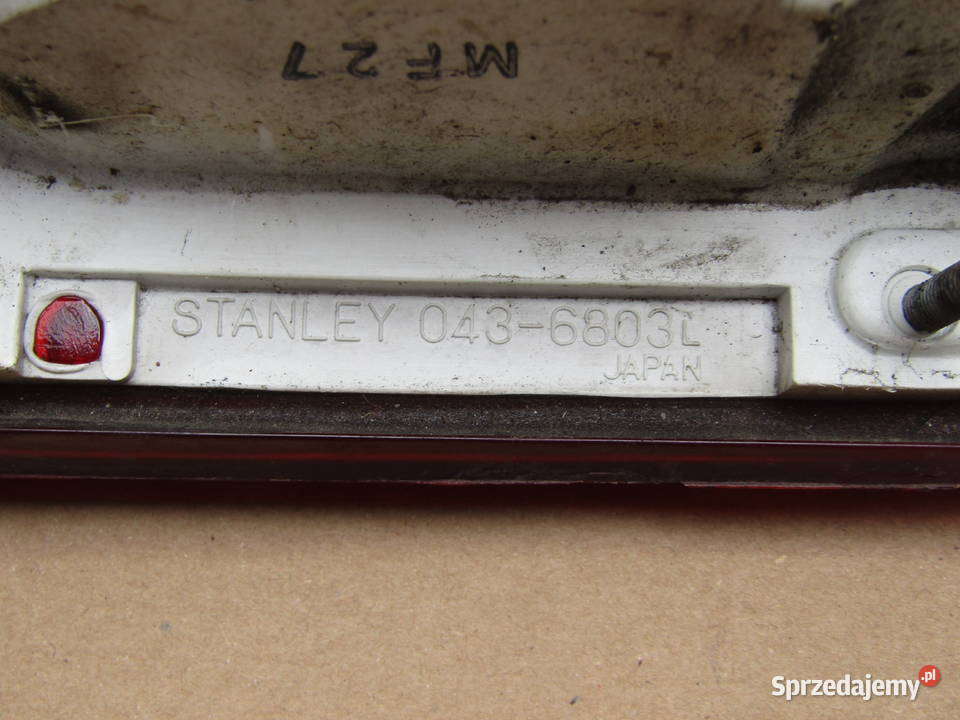 MF27
STANLEY 043-6803L
JAPAN
Sprzedajemy.pl